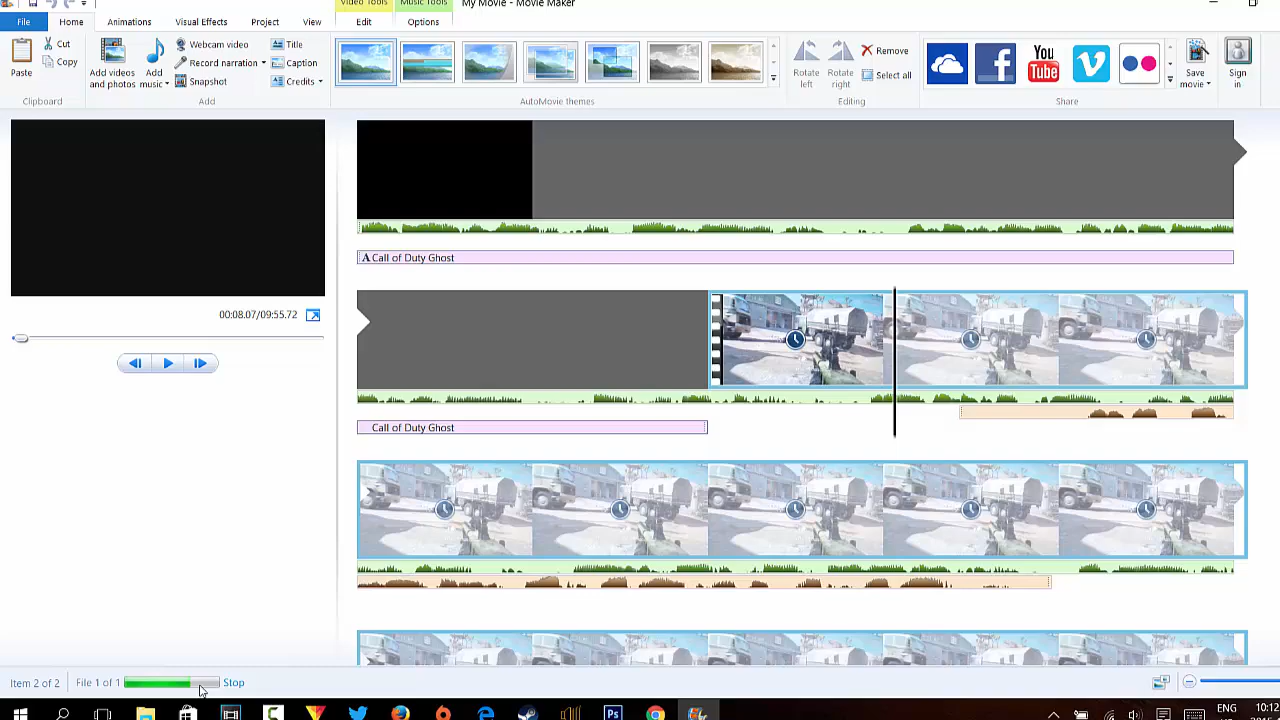 Video Tools Music Tools My Movie - Movie Maker
File Home Animations Visual Effects Project View Edit Options
Paste
Cut
Copy
Clipboard
Add videos
and photos
Add
music
Webcam video
Record narration
Snapshot
Title
Caption
Credits
Add
AutoMovie themes
Rotate
left
Rotate
right
Remove
Select all
Editing
You
Tube
Share
Save
movie
Sign
in
00:08.07/09:55.72
A Call of Duty Ghost
Call of Duty Ghost
Item 2 of 2 File 1 of 1 Stop
Ps
ENG 10:12